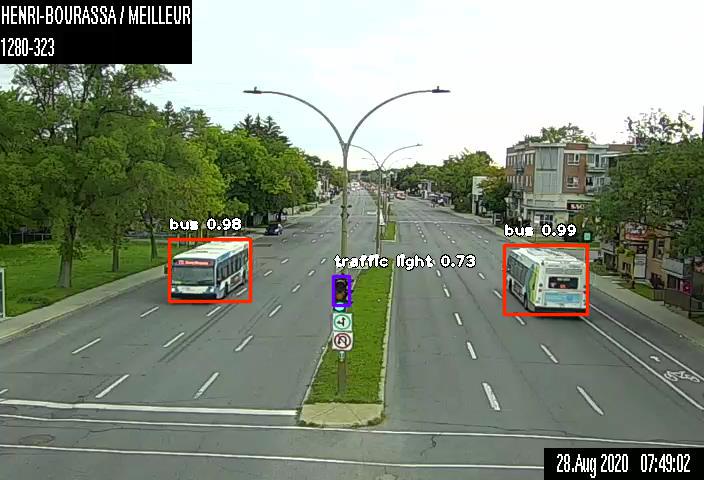 HENRI-BOURASSA / MEILLEUR
1280-323
bus 0.98
bus 0.99
traffic light 0.73
28.Aug 2020 07:49:02